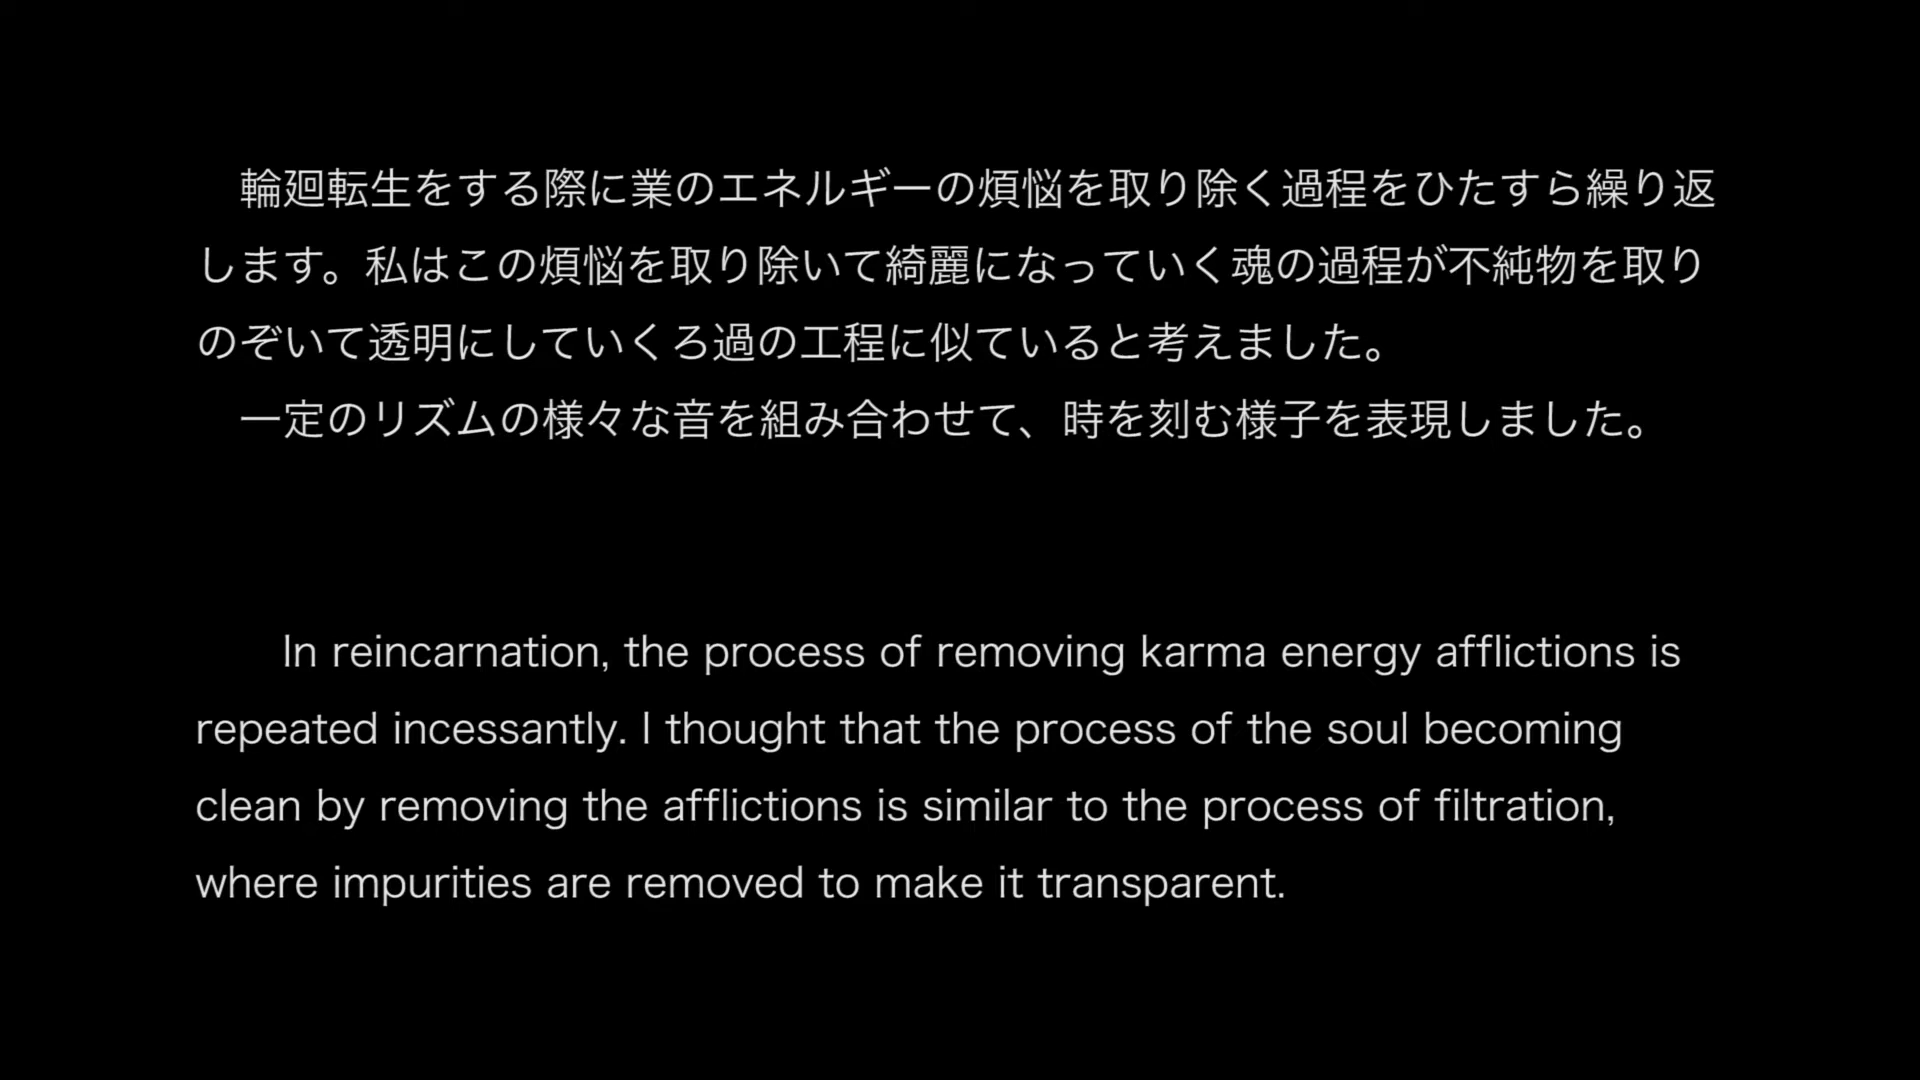 輪廻転生をする際に業のエネルギーの煩悩を取り除く過程をひたすら繰り返
します。私はこの煩悩を取り除いて綺麗になっていく魂の過程が不純物を取り
のぞいて透明にしていくろ過の工程に似ていると考えました。
一定のリズムの様々な音を組み合わせて、時を刻む様子を表現しました。
In reincarnation, the process of removing karma energy afflictions is
repeated incessantly. I thought that the process of the soul becoming
clean by removing the afflictions is similar to the process of filtration,
where impurities are removed to make it transparent.